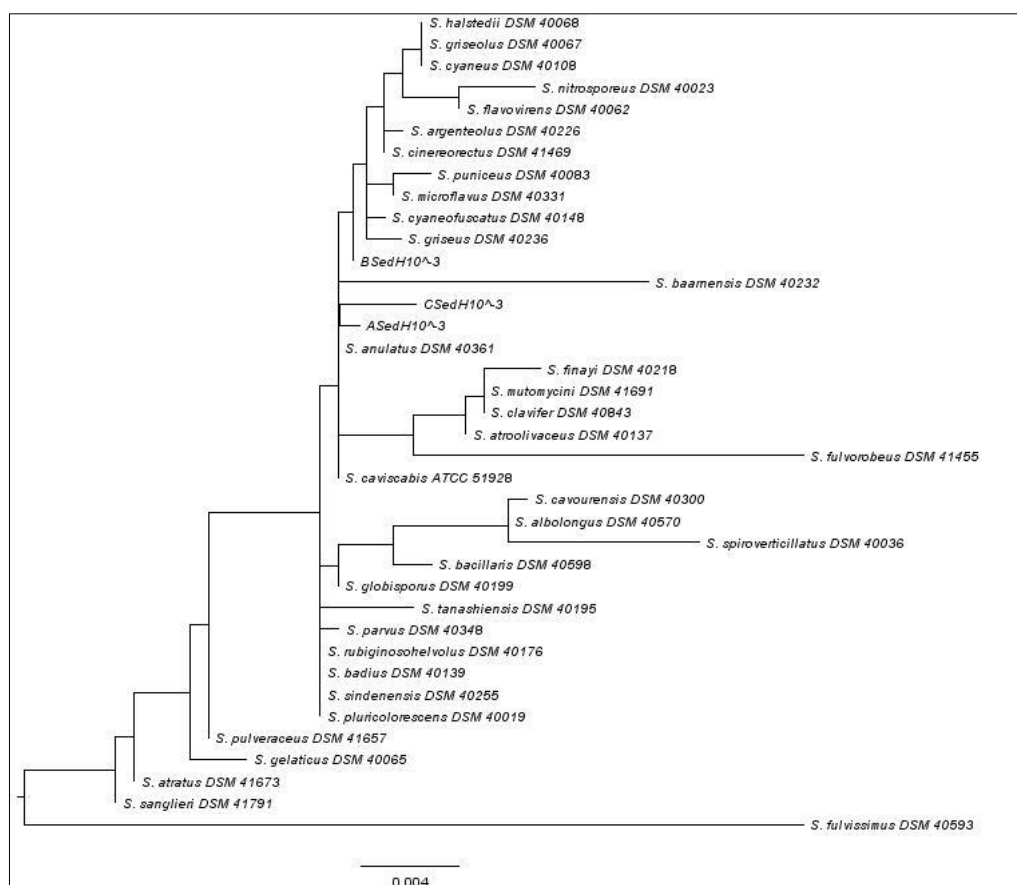 S. halstedii DSM 40068
S. griseolus DSM 40067
S. cyaneus DSM 40108
S. nitrosporeus DSM 40023
S. flavovirens DSM 40062
S. argenteolus DSM 40226
S. cinereorectus DSM 41469
S. puniceus DSM 40083
S. microflavus DSM 40331
S. cyaneofuscatus DSM 40148
S. griseus DSM 40236
BSedH10^-3
S. baarnensis DSM 40232
CSedH10^-3
ASedH10^-3
S. anulatus DSM 40361
S. finayi DSM 40218
S. mutomycini DSM 41691
S. clavifer DSM 40843
S. atroolivaceus DSM 40137
S. fulvorobeus DSM 41455
S. caviscabis ATCC 51928
S. cavourensis DSM 40300
S. albolongus DSM 40570
S. spiroverticillatus DSM 40036
S. bacillaris DSM 40598
S. globisporus DSM 40199
S. tanashiensis DSM 40195
S. parvus DSM 40348
S. rubiginosohelvolus DSM 40176
S. badius DSM 40139
S. sindenensis DSM 40255
S. pluricolorescens DSM 40019
S. pulveraceus DSM 41657
S. gelaticus DSM 40065
S. atratus DSM 41673
S. sanglieri DSM 41791
S. fulvissimus DSM 40593
0.004